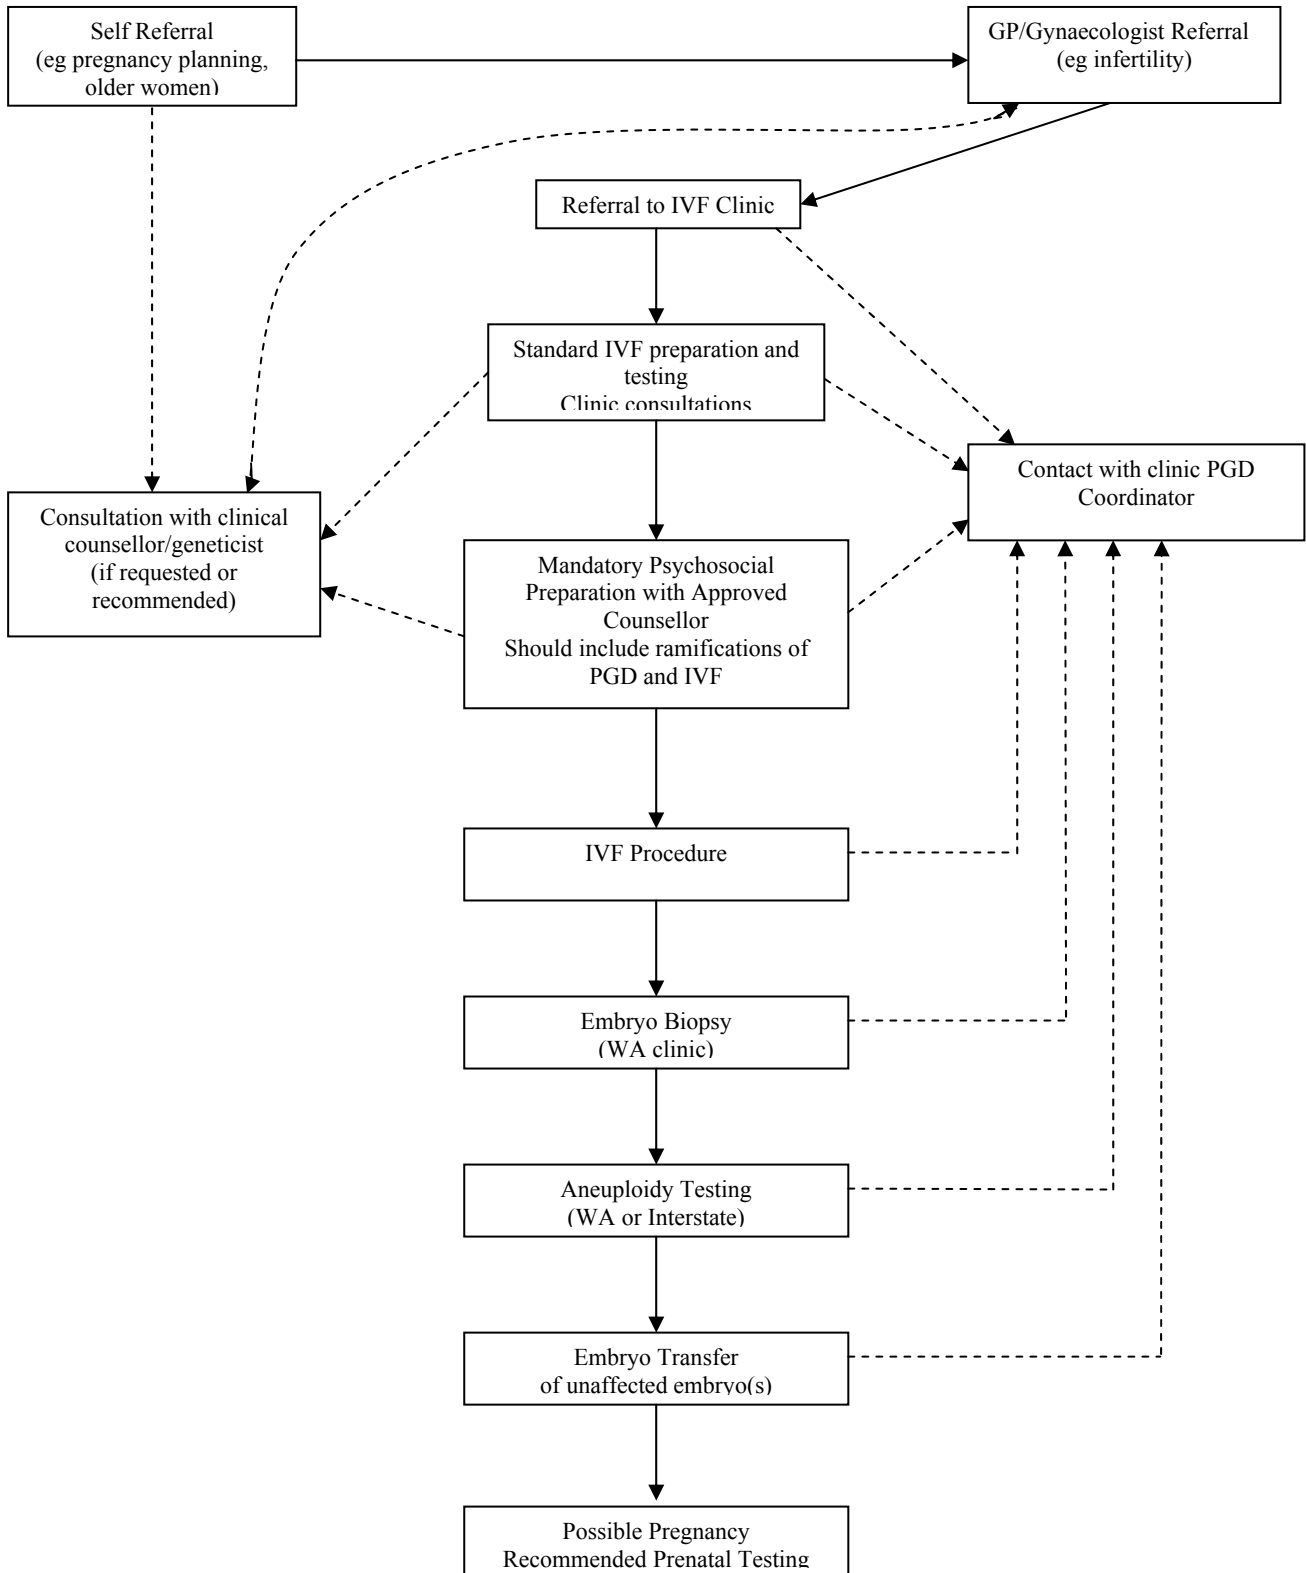 Self Referral
(eg pregnancy planning,
older women)
GP/Gynaecologist Referral
(eg infertility)
Referral to IVF Clinic
Standard IVF preparation and
testing
Clinic consultations
Contact with clinic PGD
Coordinator
Consultation with clinical
counsellor/geneticist
(if requested or
recommended)
Mandatory Psychosocial
Preparation with Approved
Counsellor
Should include ramifications of
PGD and IVF
IVF Procedure
Embryo Biopsy
(WA clinic)
Aneuploidy Testing
(WA or Interstate)
Embryo Transfer
of unaffected embryo(s)
Possible Pregnancy
Recommended Prenatal Testing